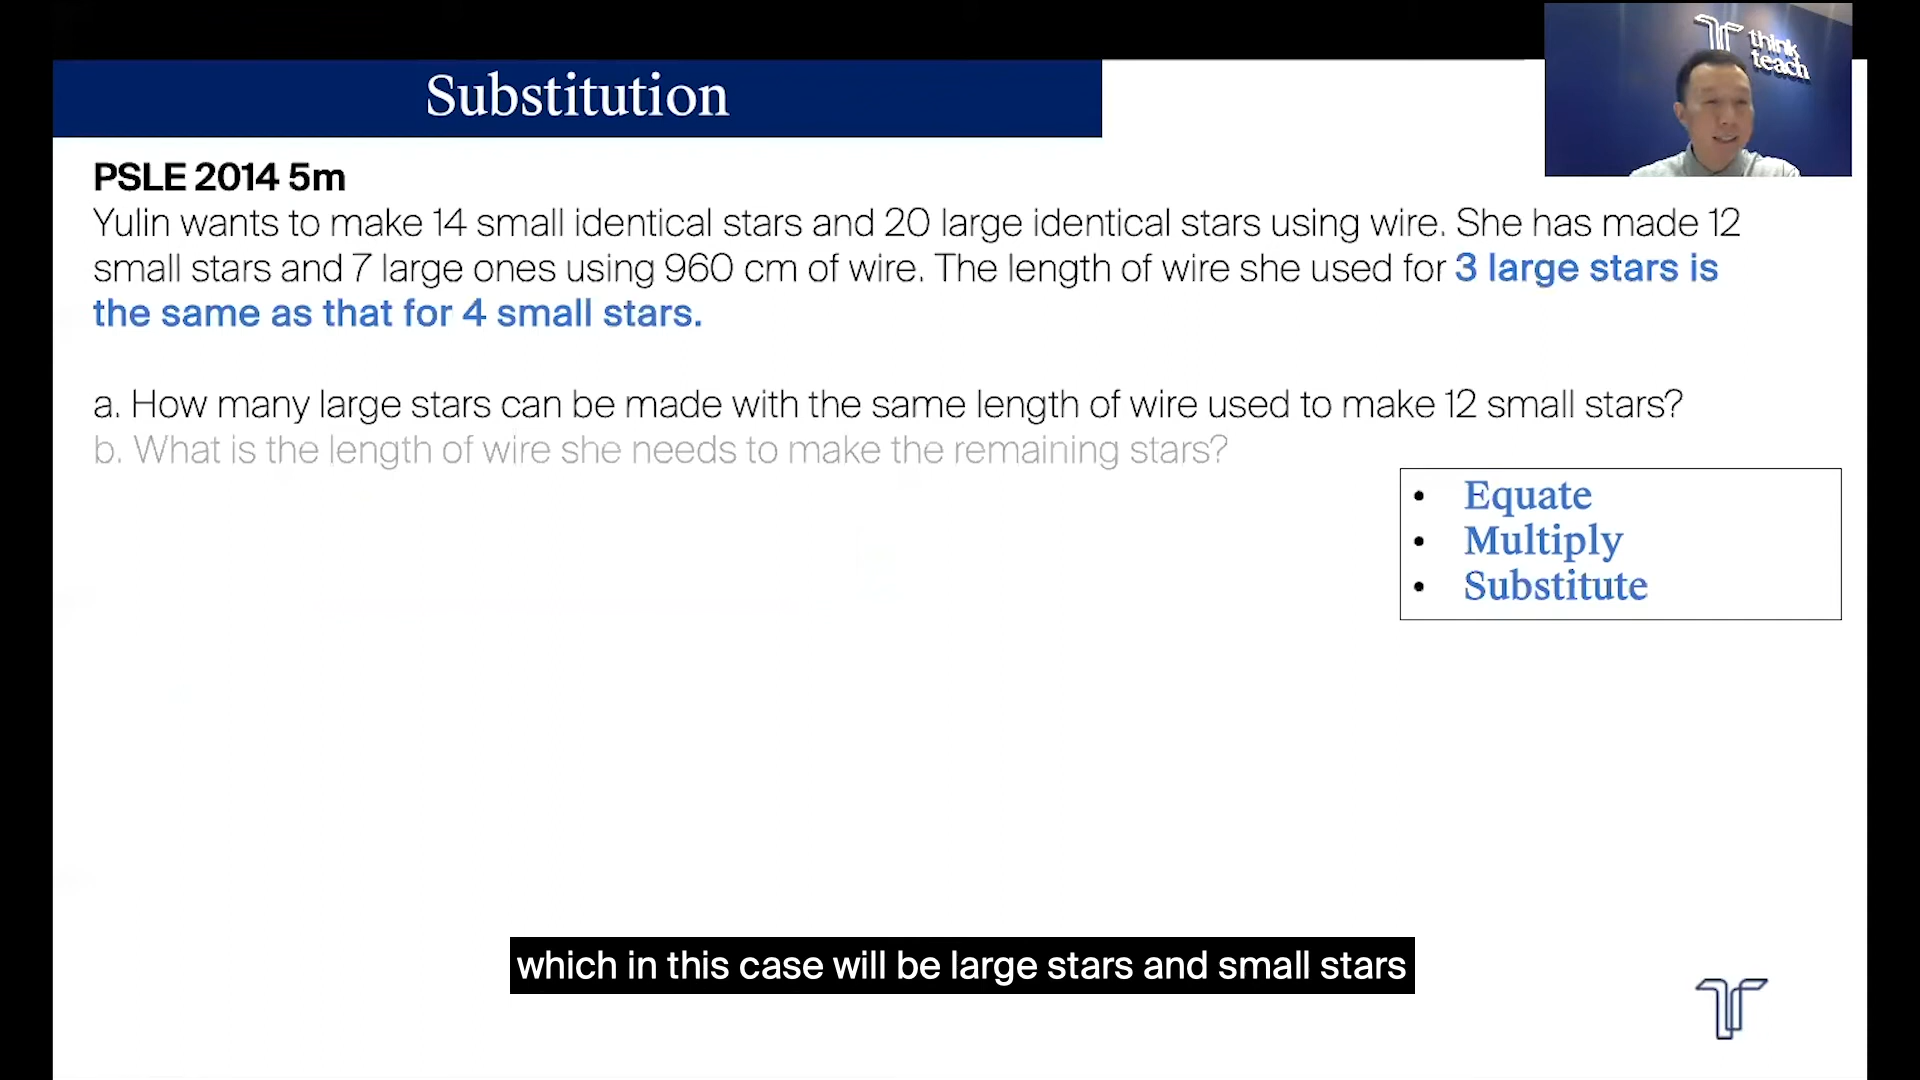 think
teach
Substitution
PSLE 2014 5m
Yulin wants to make 14 small identical stars and 20 large identical stars using wire. She has made 12
small stars and 7 large ones using 960 cm of wire. The length of wire she used for 3 large stars is
the same as that for 4 small stars.
a. How many large stars can be made with the same length of wire used to make 12 small stars?
b. What is the length of wire she needs to make the remaining stars?
• Equate
• Multiply
• Substitute
which in this case will be large stars and small stars